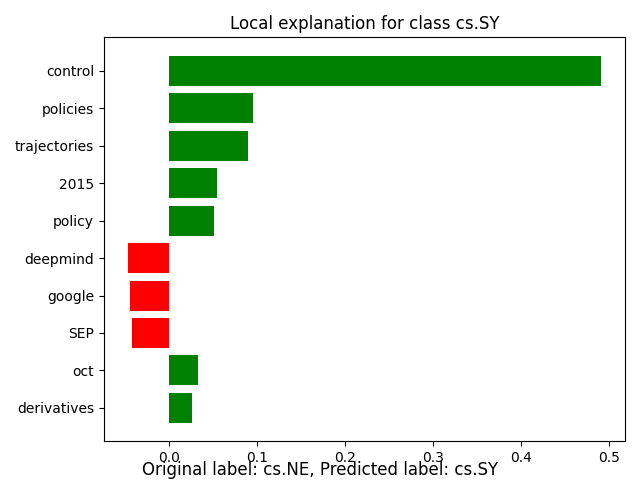 Local explanation for class cs.SY
control
policies
trajectories
2015
policy
deepmind
google
SEP
oct
derivatives
0.0 0.1 0.2 0.3 0.4 0.5
Original label: cs.NE, Predicted label: cs.SY